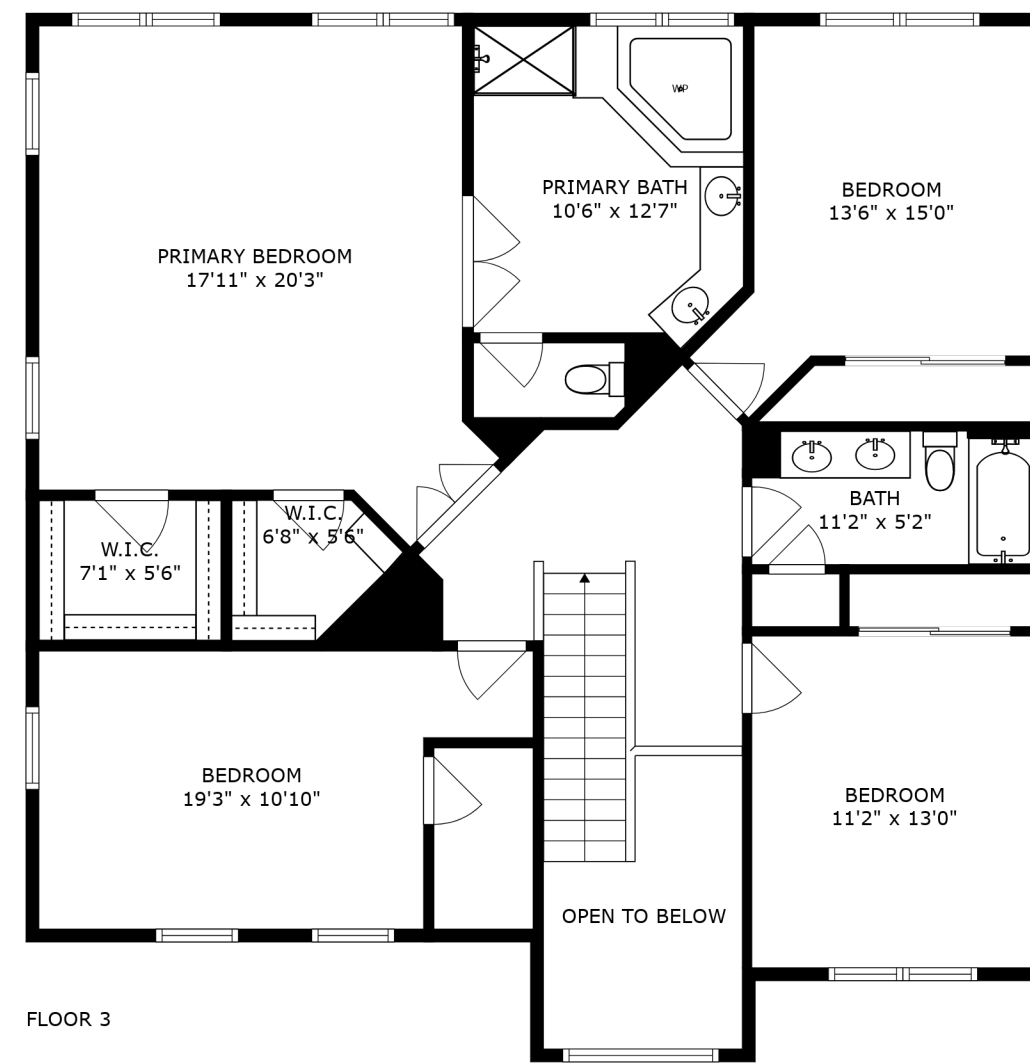 PRIMARY BATH
10'6" x 12'7"
WP
BEDROOM
13'6" x 15'0"
PRIMARY BEDROOM
17'11" x 20'3"
W.I.C.
7'1" x 5'6"
W.I.C.
6'8" x 5'6"
BATH
11'2" x 5'2"
BEDROOM
19'3" x 10'10"
BEDROOM
11'2" x 13'0"
OPEN TO BELOW
FLOOR 3